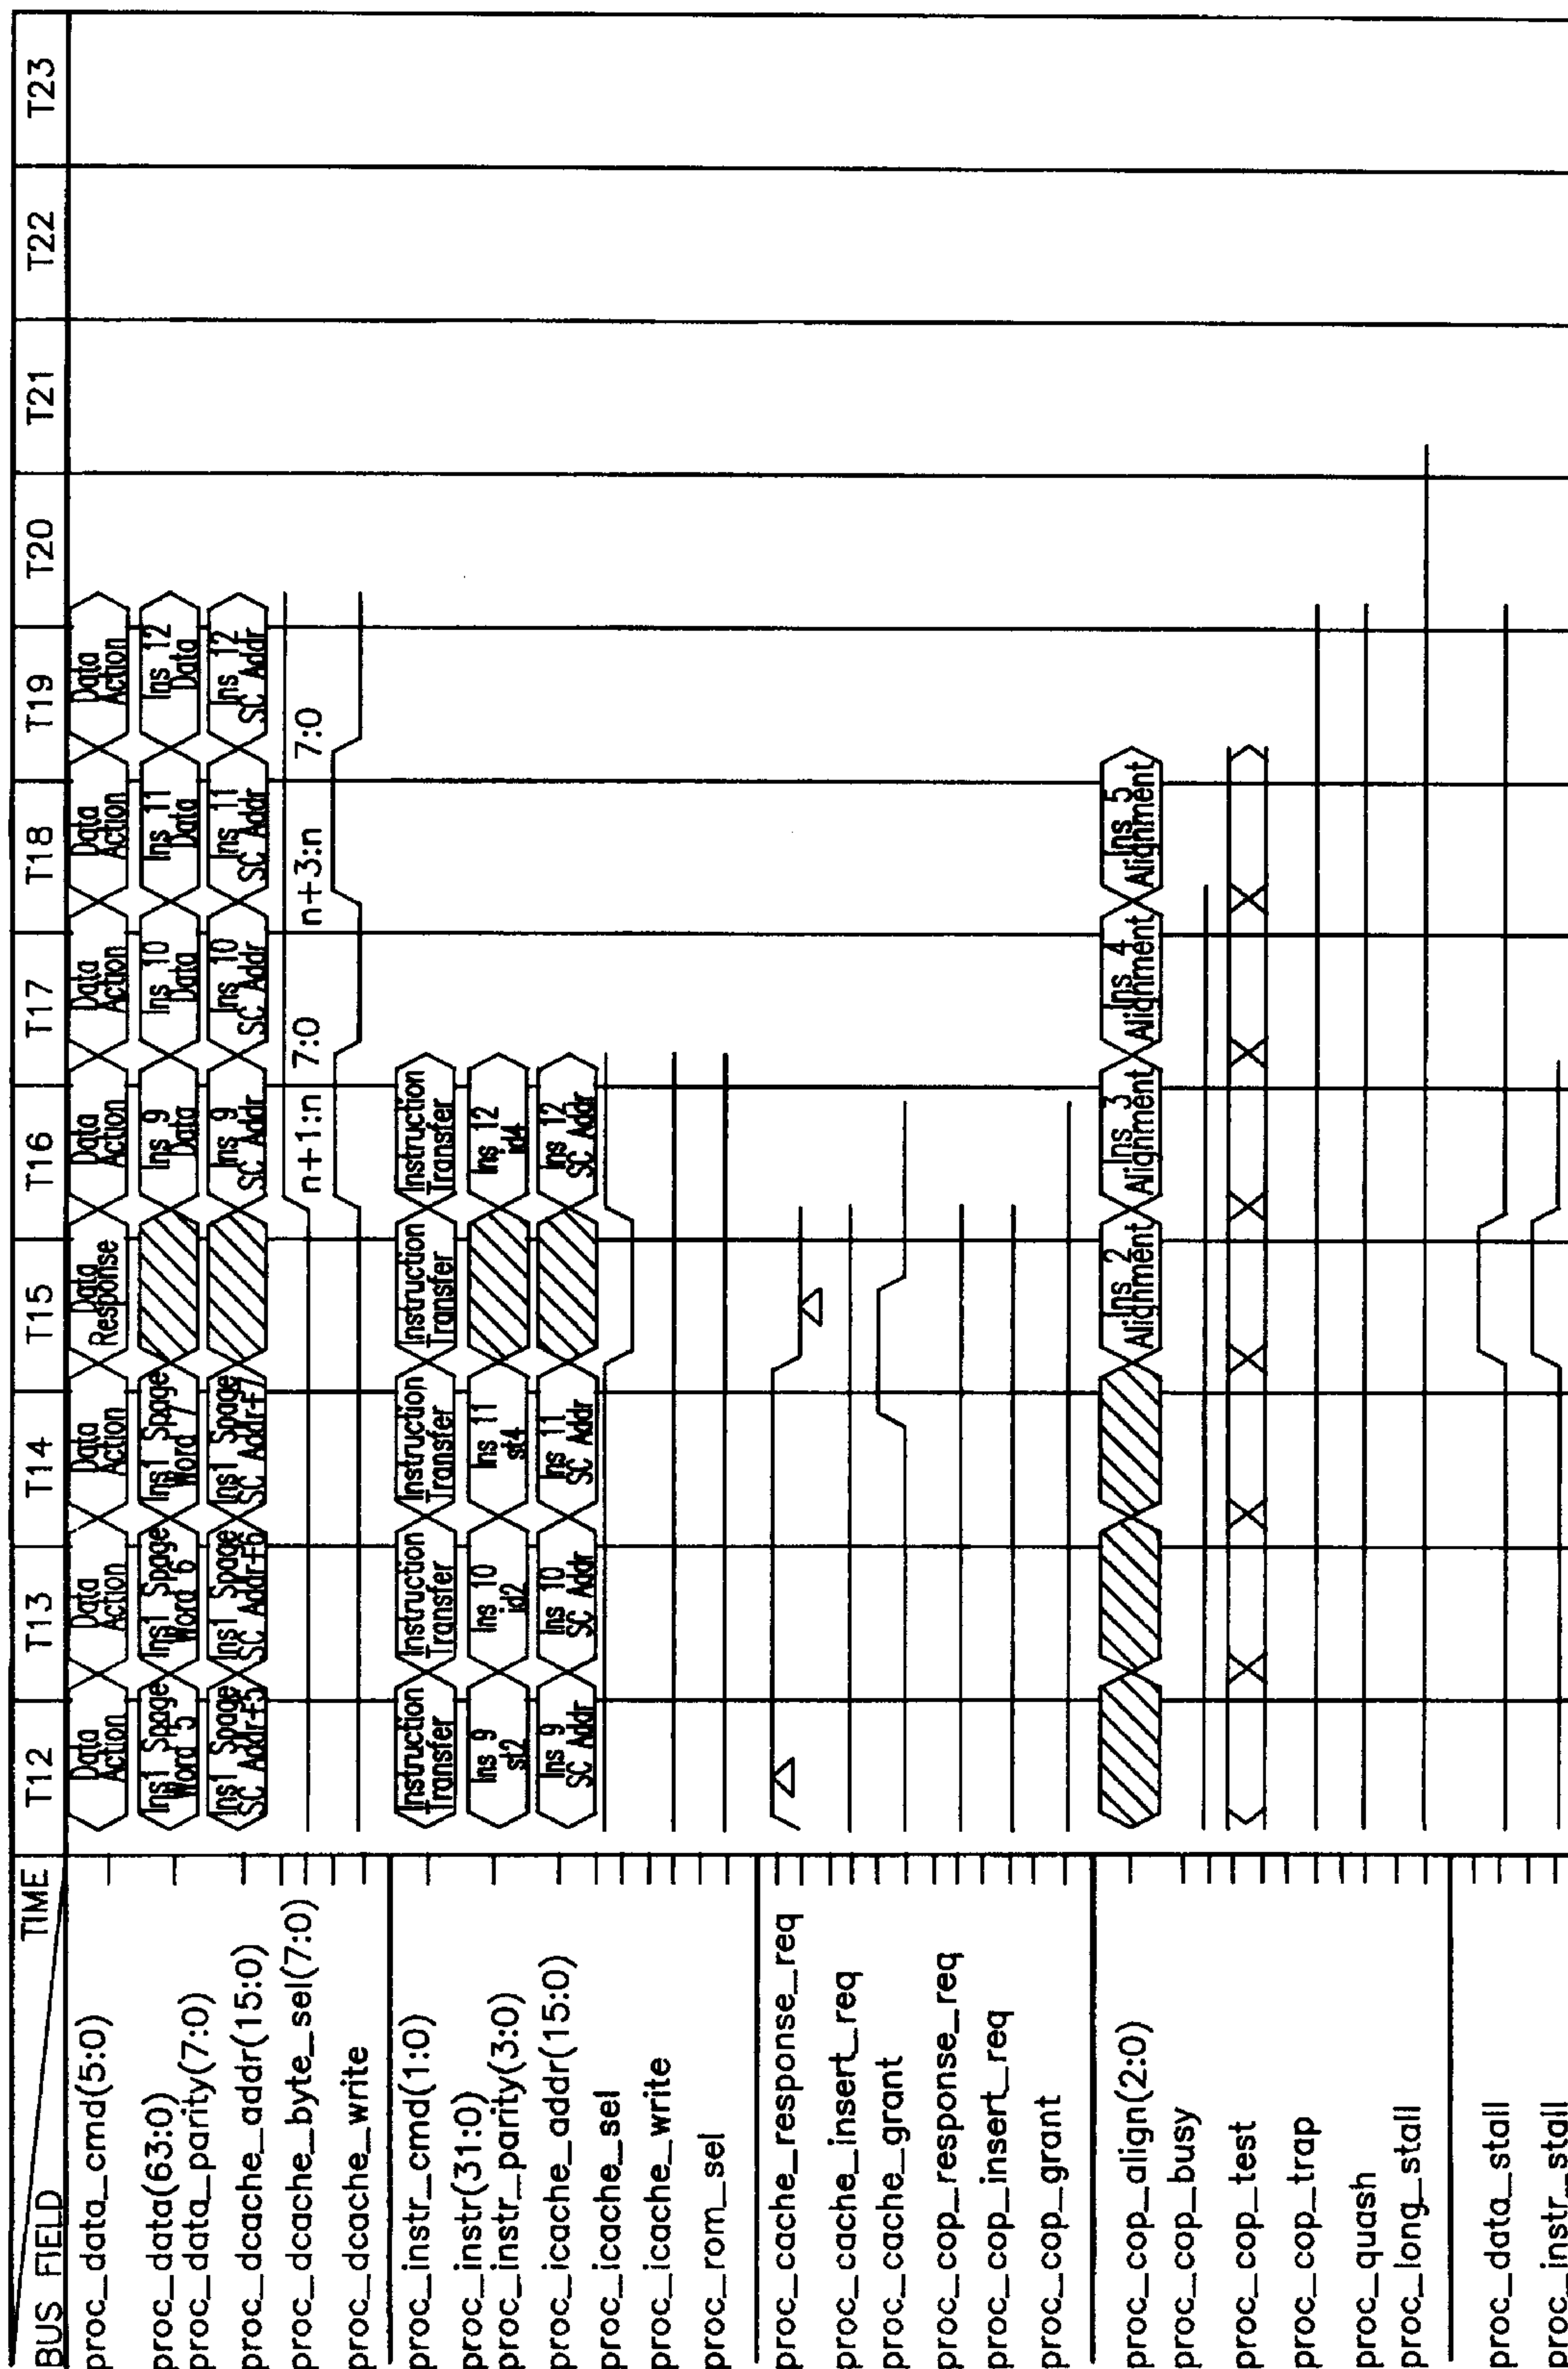 BUS FIELD TIME T12 T13 T14 T15 T16 T17 T18 T19 T20 T21 T22 T23
proc_data_cmd(5:0) Data Action Data Action Data Action Data Response Data Action Data Action Data Action Data Action
proc_data(63:0) Ins1 Spage Word 5 Ins1 Spage Word 6 Ins1 Spage Word 7 Ins 9 Data Ins 10 Data Ins 11 Data Ins 12 Data
proc_data_parity(7:0)
proc_dcache_addr(15:0) Ins1 Spage SC Addr+5 Ins1 Spage SC Addr+6 Ins1 Spage SC Addr+7 Ins 9 SC Addr Ins 10 SC Addr Ins 11 SC Addr Ins 12 SC Addr
proc_dcache_byte_sel(7:0) n+1:n 7:0 n+3:n 7:0
proc_dcache_write
proc_instr_cmd(1:0) Instruction Transfer Instruction Transfer Instruction Transfer Instruction Transfer Instruction Transfer
proc_instr(31:0) Ins 9 st2 Ins 10 id2 Ins 11 st4 Ins 12 id4
proc_instr_parity(3:0)
proc_icache_addr(15:0) Ins 9 SC Addr Ins 10 SC Addr Ins 11 SC Addr Ins 12 SC Addr
proc_icache_sel
proc_icache_write
proc_rom_sel
proc_cache_response_req
proc_cache_insert_req
proc_cache_grant
proc_cop_response_req
proc_cop_insert_req
proc_cop_grant
proc_cop_align(2:0) Ins 2 Alignment Ins 3 Alignment Ins 4 Alignment Ins 5 Alignment
proc_cop_busy
proc_cop_test
proc_cop_trap
proc_quash
proc_long_stall
proc_data_stall
proc_instr_stall